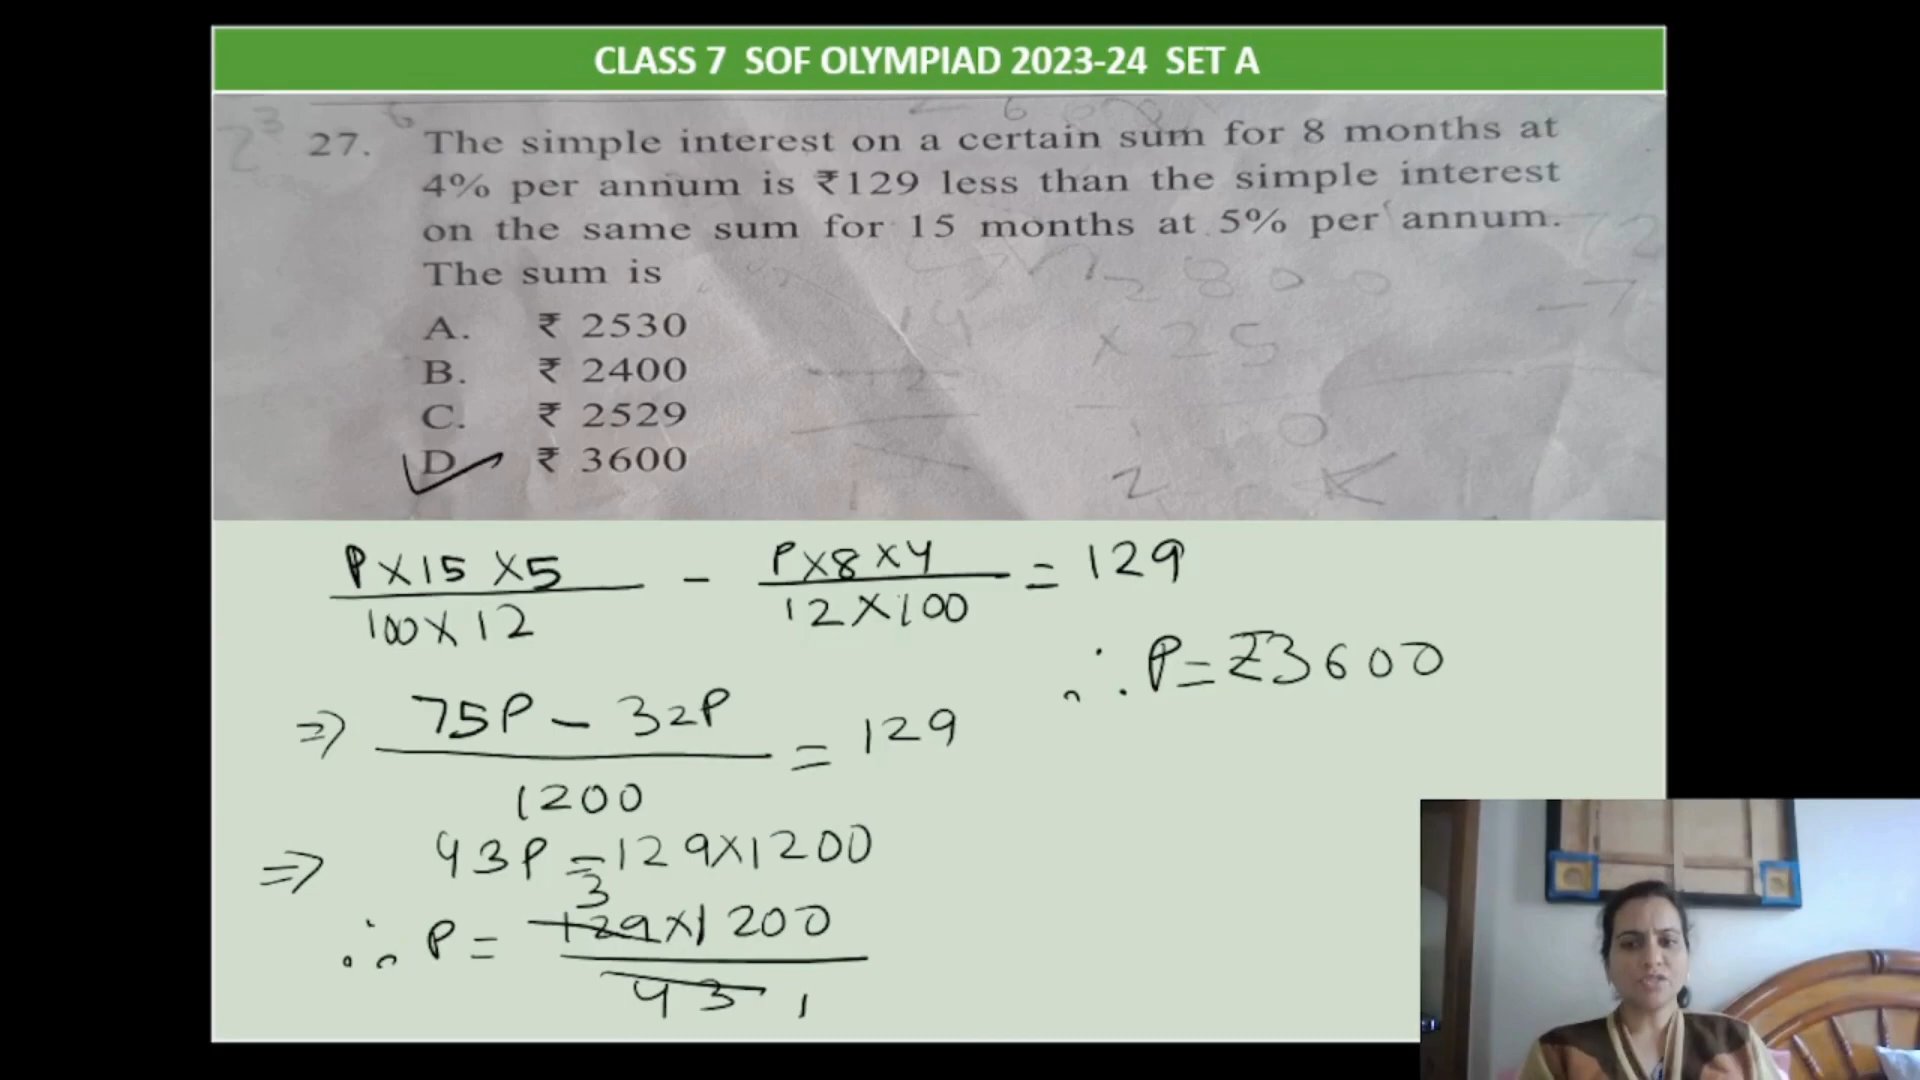 CLASS 7 SOF OLYMPIAD 2023-24 SET A
27. The simple interest on a certain sum for 8 months at
4% per annum is ₹129 less than the simple interest
on the same sum for 15 months at 5% per annum.
The sum is
A. ₹ 2530
B. ₹ 2400
C. ₹ 2529
D. ₹ 3600
P×15×5 / 100×12 - P×8×4 / 12×100 = 129
∴ P = ₹3600
⇒ 75P - 32P / 1200 = 129
⇒ 43P = 129×1200
3
∴ P = 129×1200 / 43 1